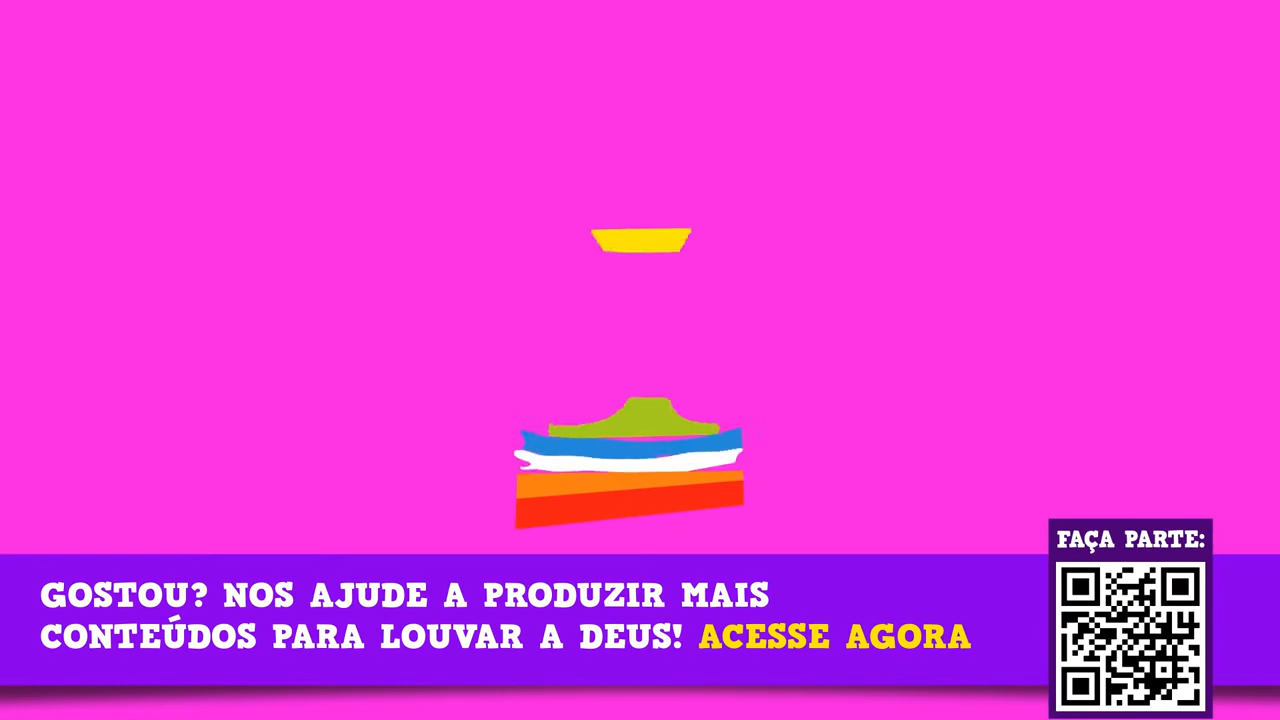 FAÇA PARTE:
GOSTOU? NOS AJUDE A PRODUZIR MAIS
CONTEÚDOS PARA LOUVAR A DEUS! ACESSE AGORA